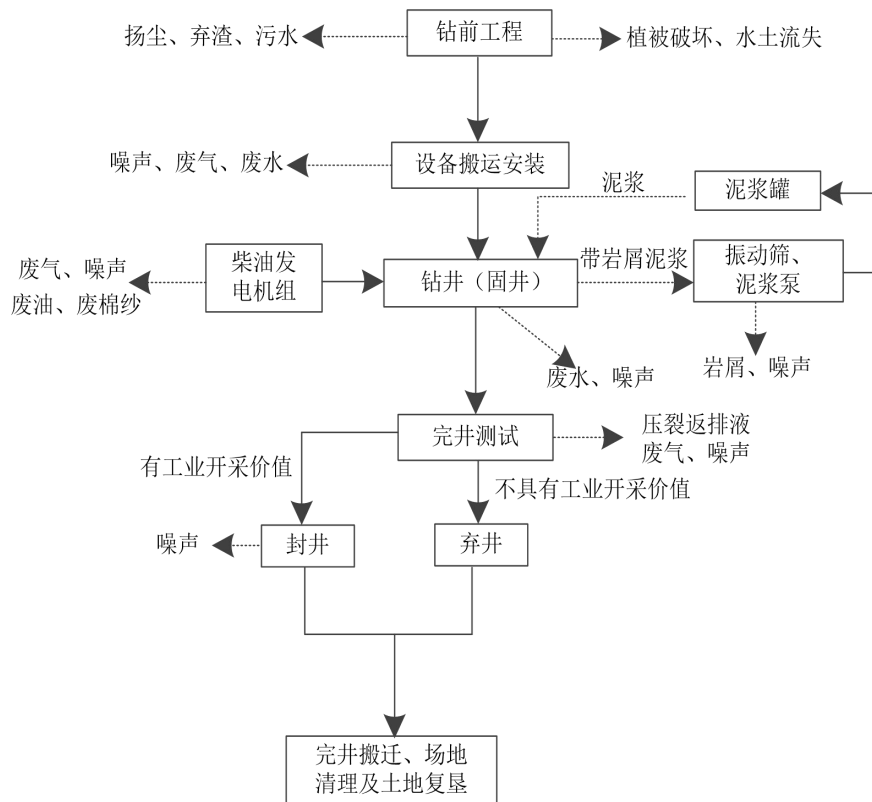 扬尘、弃渣、污水
钻前工程
植被破坏、水土流失
噪声、废气、废水
设备搬运安装
泥浆
泥浆罐
废气、噪声
废油、废棉纱
柴油发
电机组
钻井（固井）
带岩屑泥浆
振动筛、
泥浆泵
废水、噪声
岩屑、噪声
完井测试
压裂返排液
废气、噪声
有工业开采价值
不具有工业开采价值
噪声
封井
弃井
完井搬迁、场地
清理及土地复垦